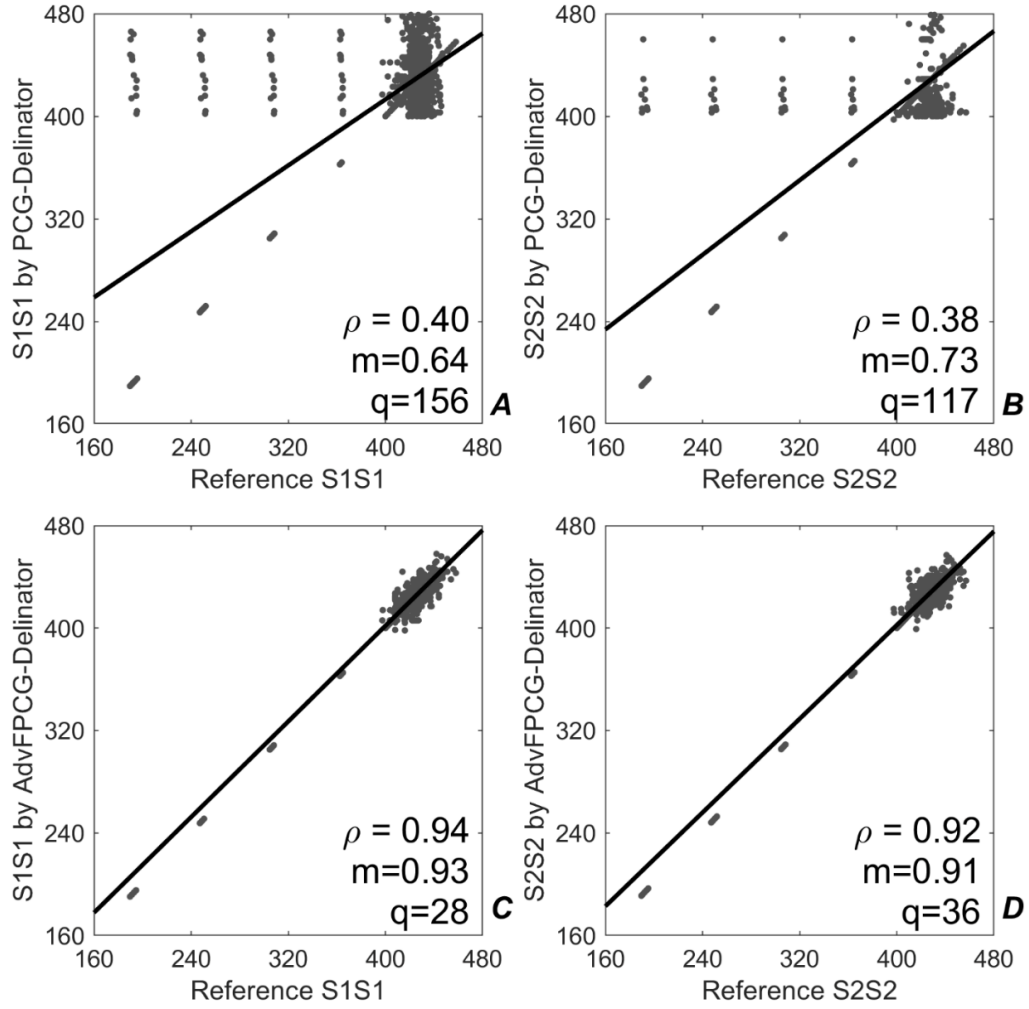 480
400
320
240
160
S1S1 by PCG-Delinator
ρ = 0.40
m=0.64
q=156
A
160 240 320 400 480
Reference S1S1
480
400
320
240
160
S2S2 by PCG-Delinator
ρ = 0.38
m=0.73
q=117
B
160 240 320 400 480
Reference S2S2
480
400
320
240
160
S1S1 by AdvFPCG-Delinator
ρ = 0.94
m=0.93
q=28
C
160 240 320 400 480
Reference S1S1
480
400
320
240
160
S2S2 by AdvFPCG-Delinator
ρ = 0.92
m=0.91
q=36
D
160 240 320 400 480
Reference S2S2